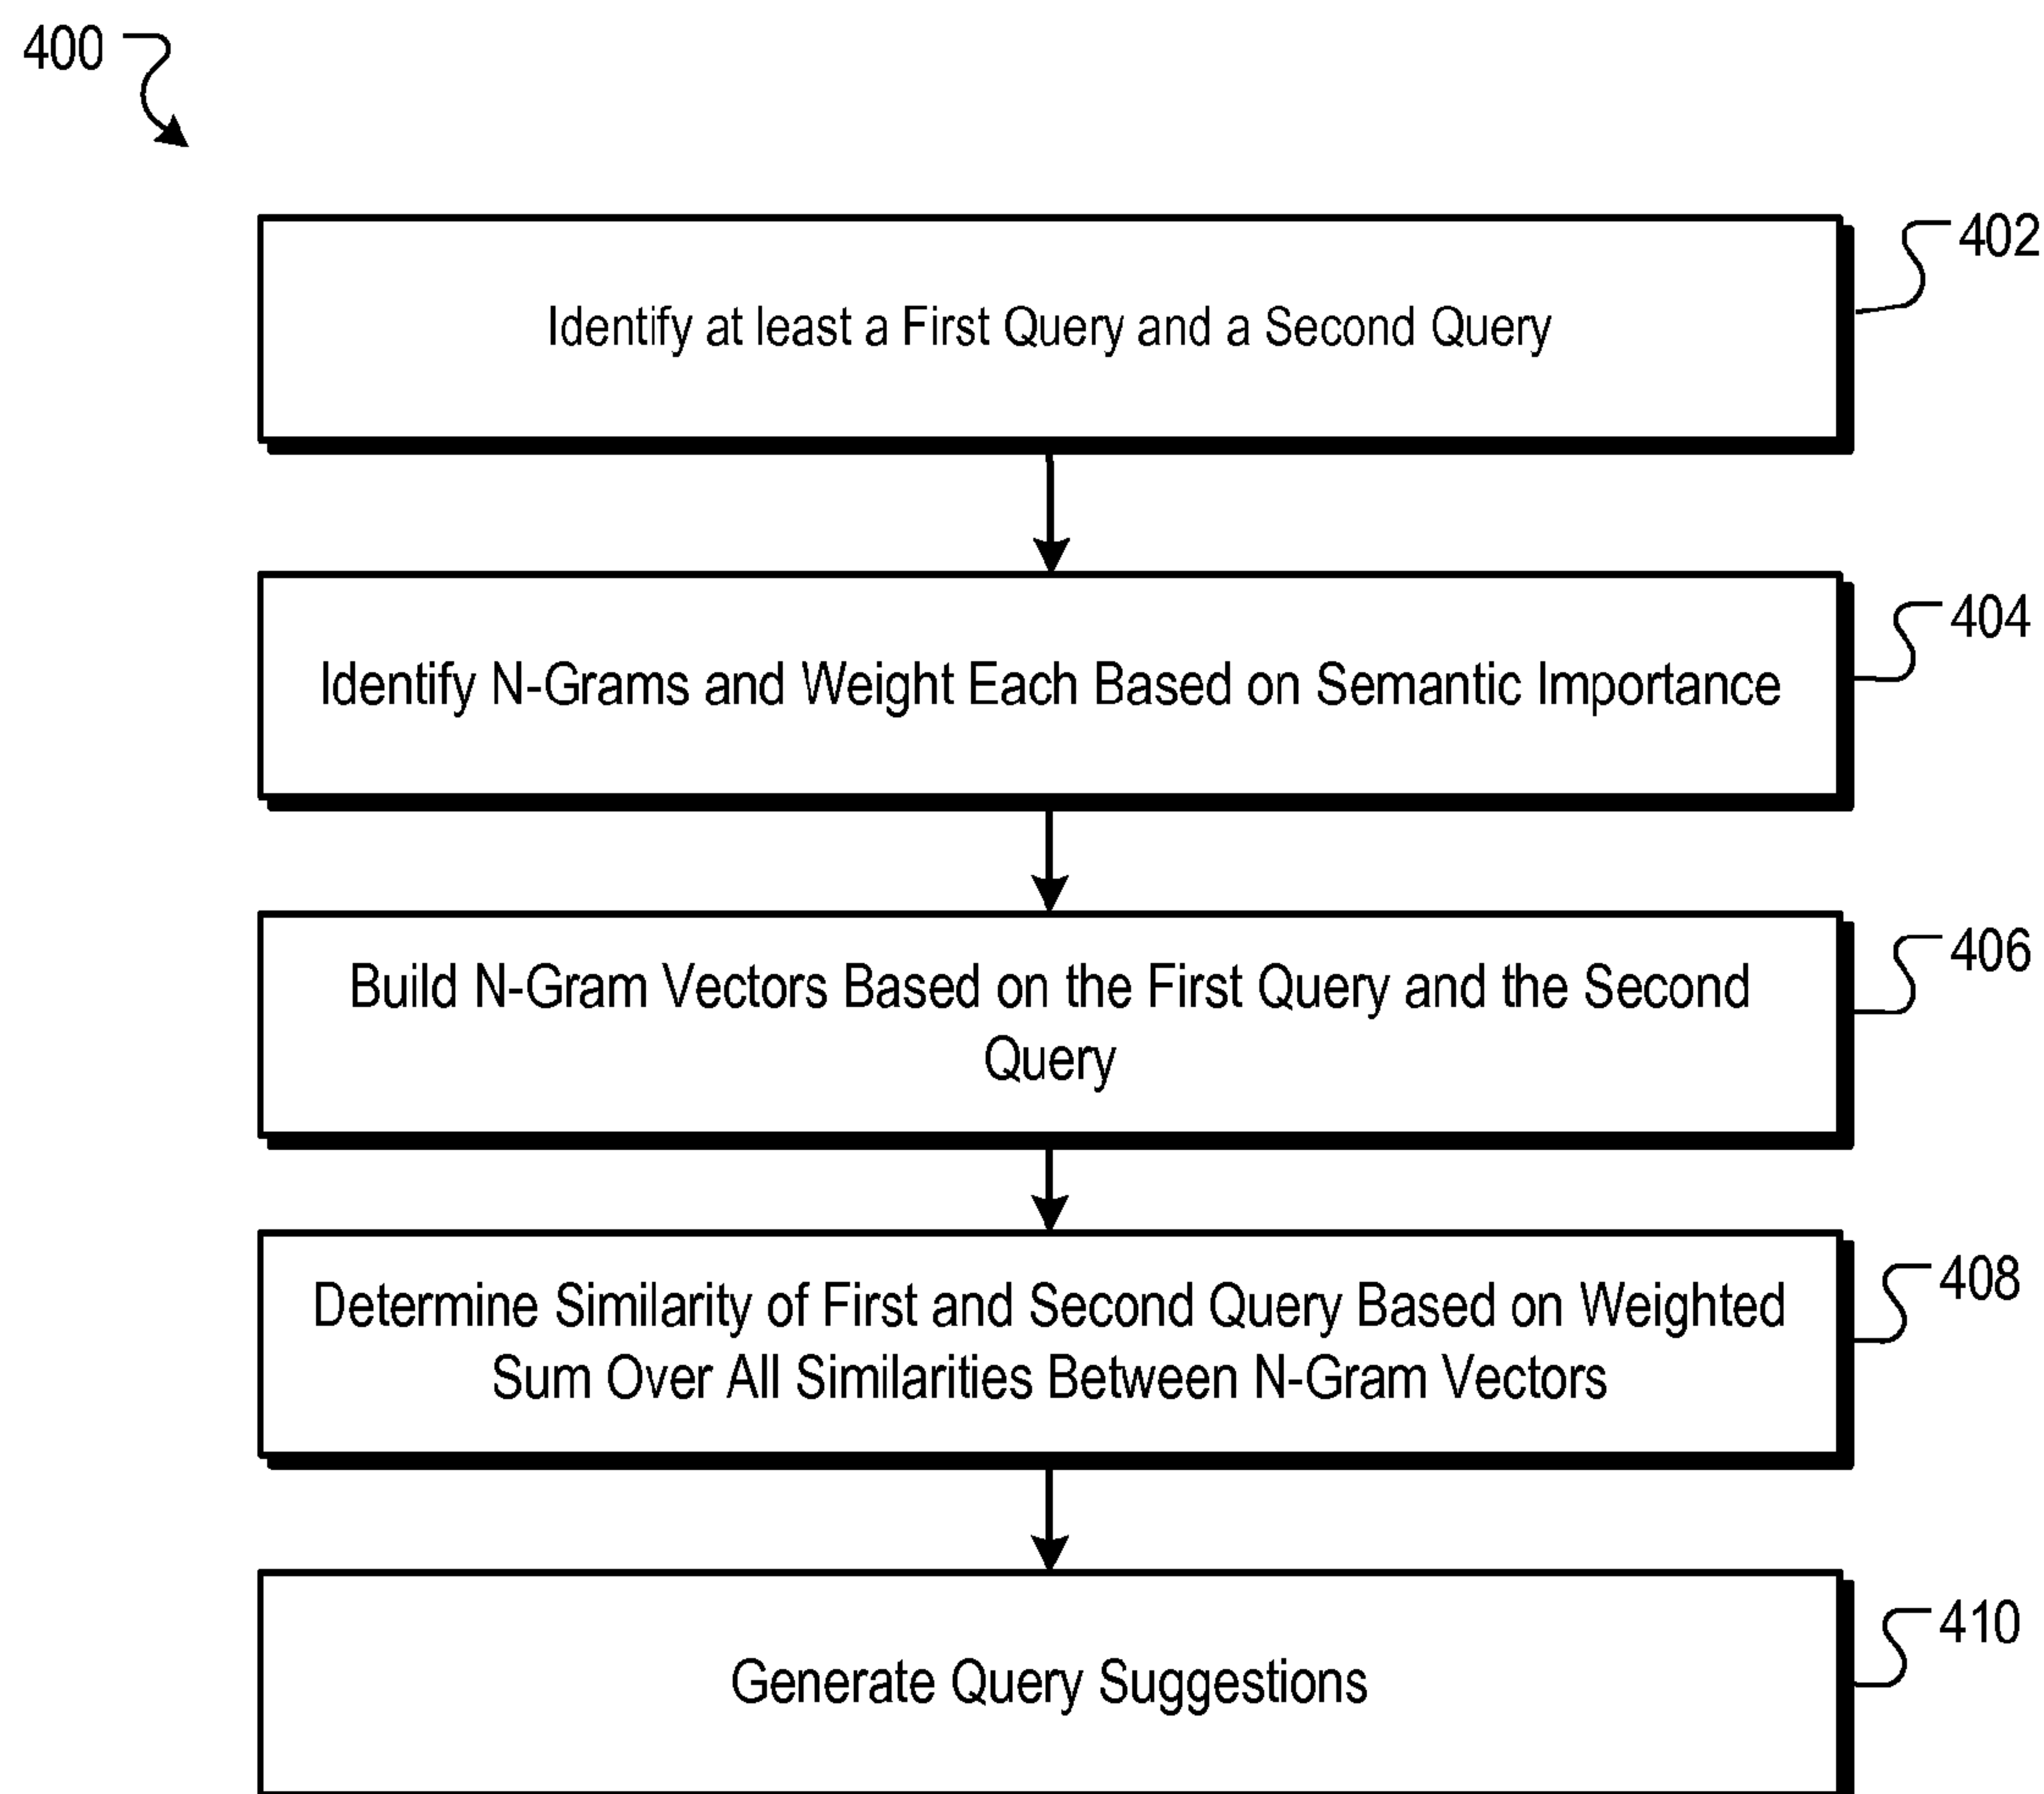 400
402
Identify at least a First Query and a Second Query
404
Identify N-Grams and Weight Each Based on Semantic Importance
406
Build N-Gram Vectors Based on the First Query and the Second
Query
408
Determine Similarity of First and Second Query Based on Weighted
Sum Over All Similarities Between N-Gram Vectors
410
Generate Query Suggestions